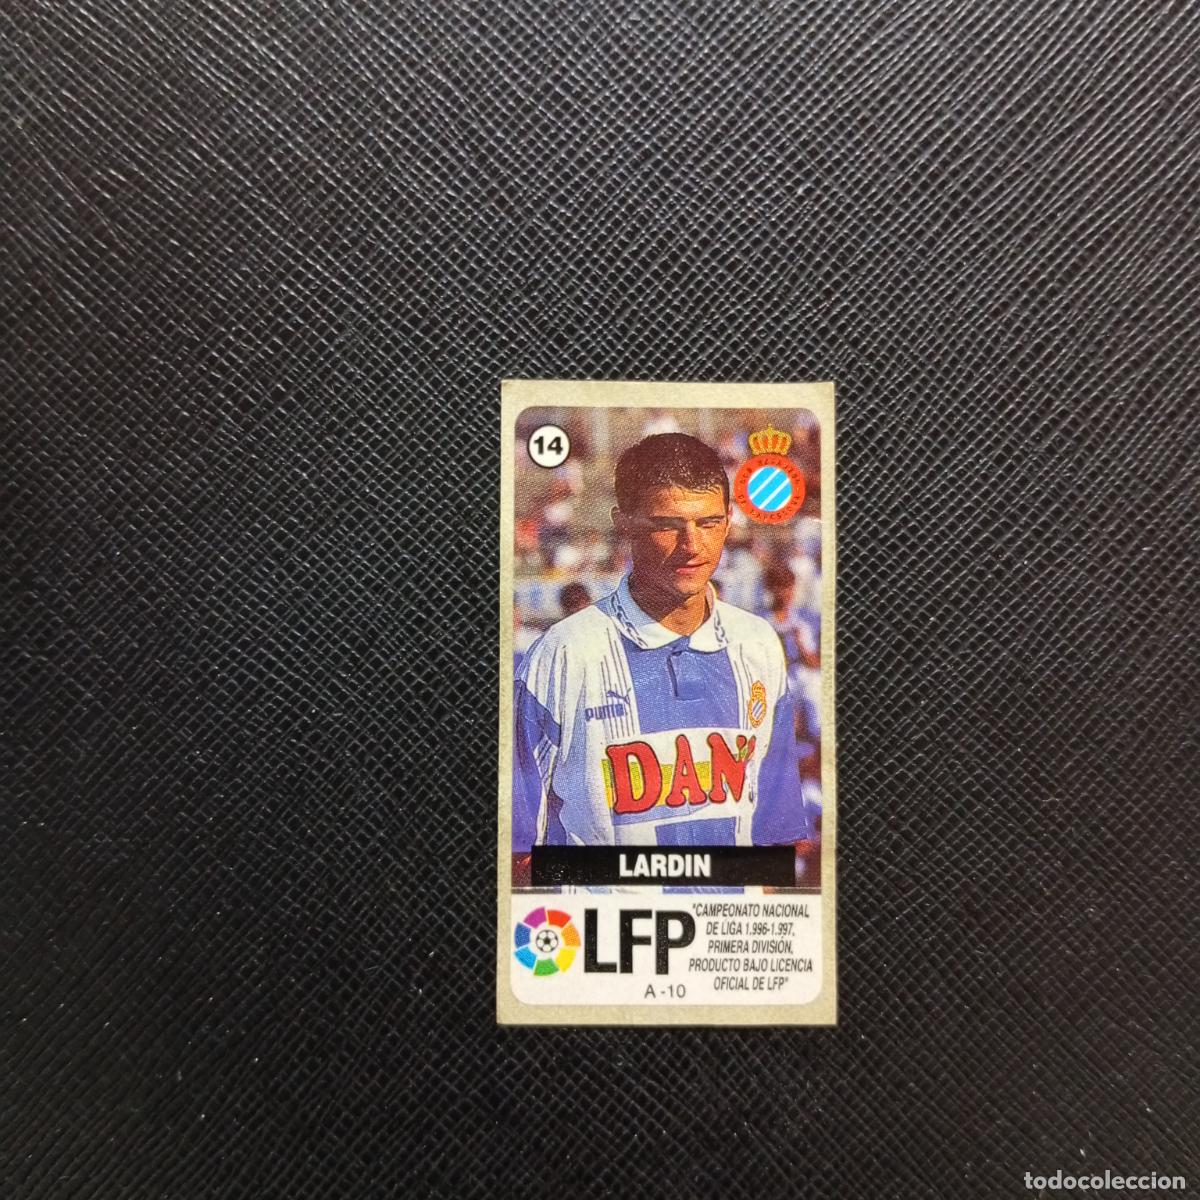 14
PUMA
DAN
LARDIN
LFP
"CAMPEONATO NACIONAL
DE LIGA 1.996-1.997,
PRIMERA DIVISIÓN.
PRODUCTO BAJO LICENCIA
OFICIAL DE LFP"
A -10
todocoleccion